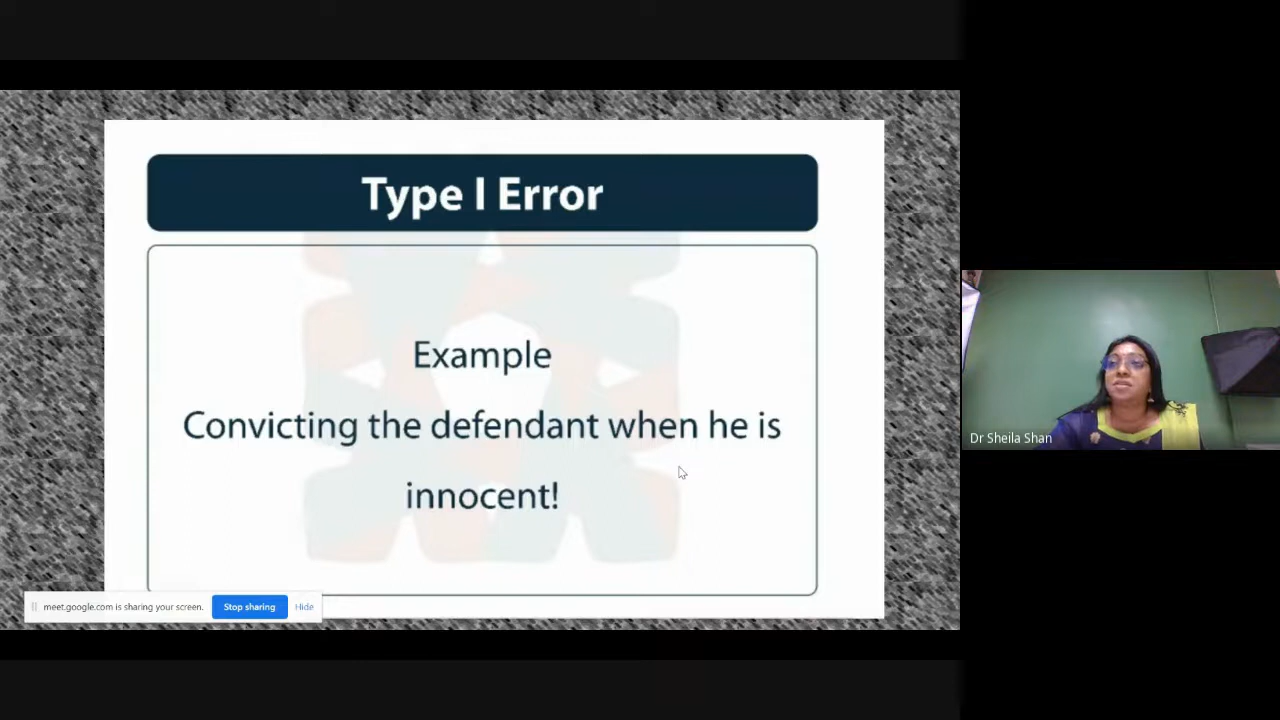 Type I Error
Example
Convicting the defendant when he is
innocent!
Dr Sheila Shan
meet.google.com is sharing your screen.
Stop sharing
Hide